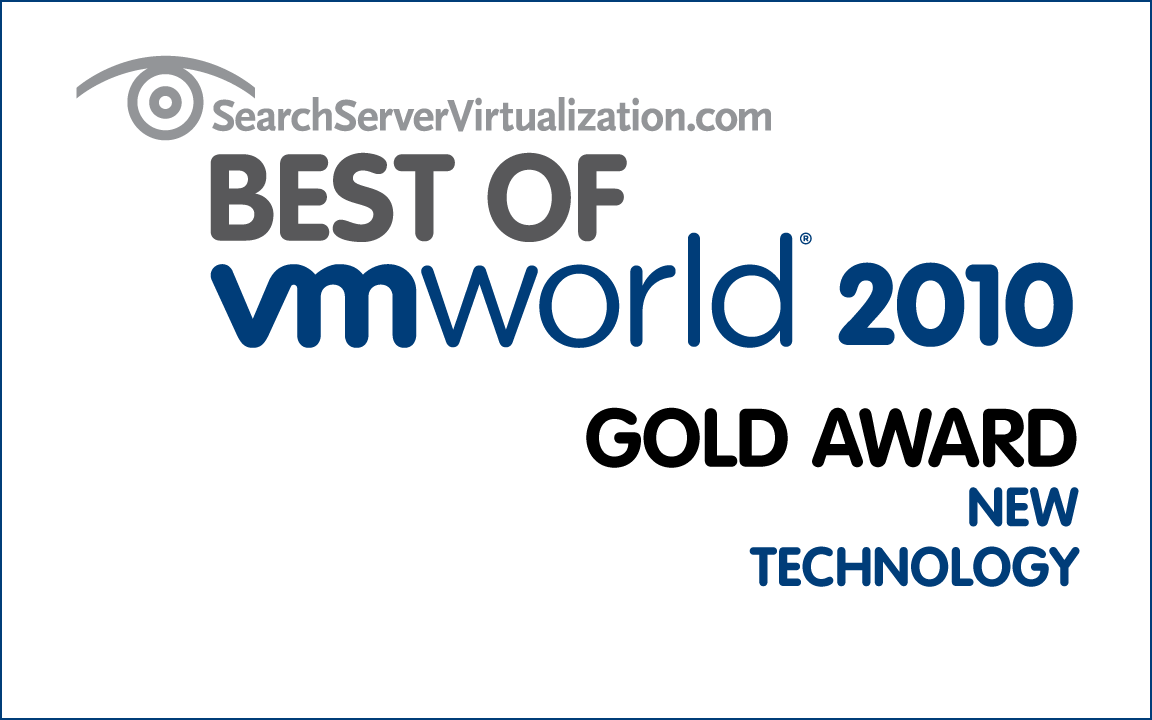 SearchServerVirtualization.com
BEST OF
vmworld® 2010
GOLD AWARD
NEW
TECHNOLOGY